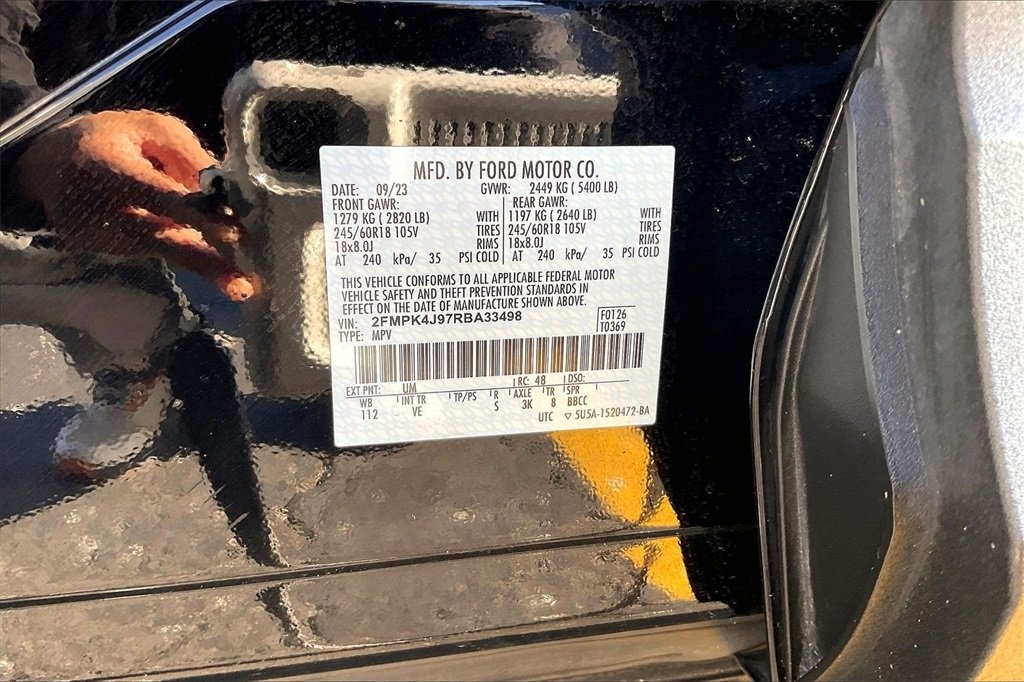 MFD. BY FORD MOTOR CO.
DATE: 09/23 GVWR: 2449 KG ( 5400 LB)
FRONT GAWR: REAR GAWR:
1279 KG ( 2820 LB) WITH 1197 KG ( 2640 LB) WITH
245/60R18 105V TIRES 245/60R18 105V TIRES
18x8.0J RIMS 18x8.0J RIMS
AT 240 kPa/ 35 PSI COLD AT 240 kPa/ 35 PSI COLD
THIS VEHICLE CONFORMS TO ALL APPLICABLE FEDERAL MOTOR
VEHICLE SAFETY AND THEFT PREVENTION STANDARDS IN
EFFECT ON THE DATE OF MANUFACTURE SHOWN ABOVE.
VIN: 2FMPK4J97RBA33498 F0126
TYPE: MPV T0369
EXT PNT: UM RC: 48 DSO:
WB INT TR TP/PS R AXLE TR SPR
112 VE S 3K 8 BBCC
UTC ▽ 5U5A-1520472-BA